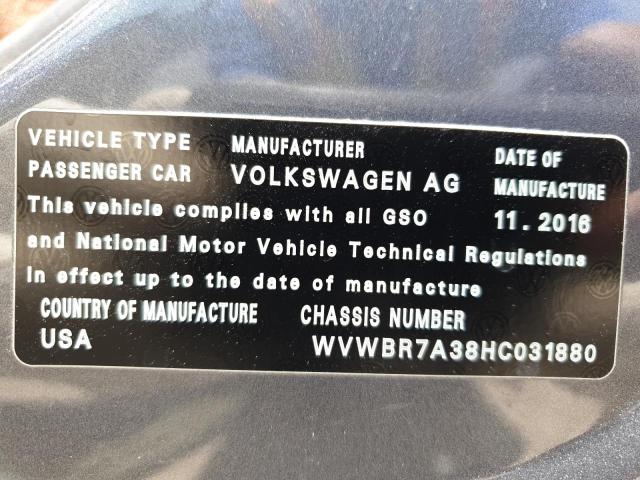 VEHICLE TYPE MANUFACTURER DATE OF
PASSENGER CAR VOLKSWAGEN AG MANUFACTURE
This vehicle complies with all GSO 11.2016
and National Motor Vehicle Technical Regulations
In effect up to the date of manufacture
COUNTRY OF MANUFACTURE CHASSIS NUMBER
USA WVWBR7A38HC031880